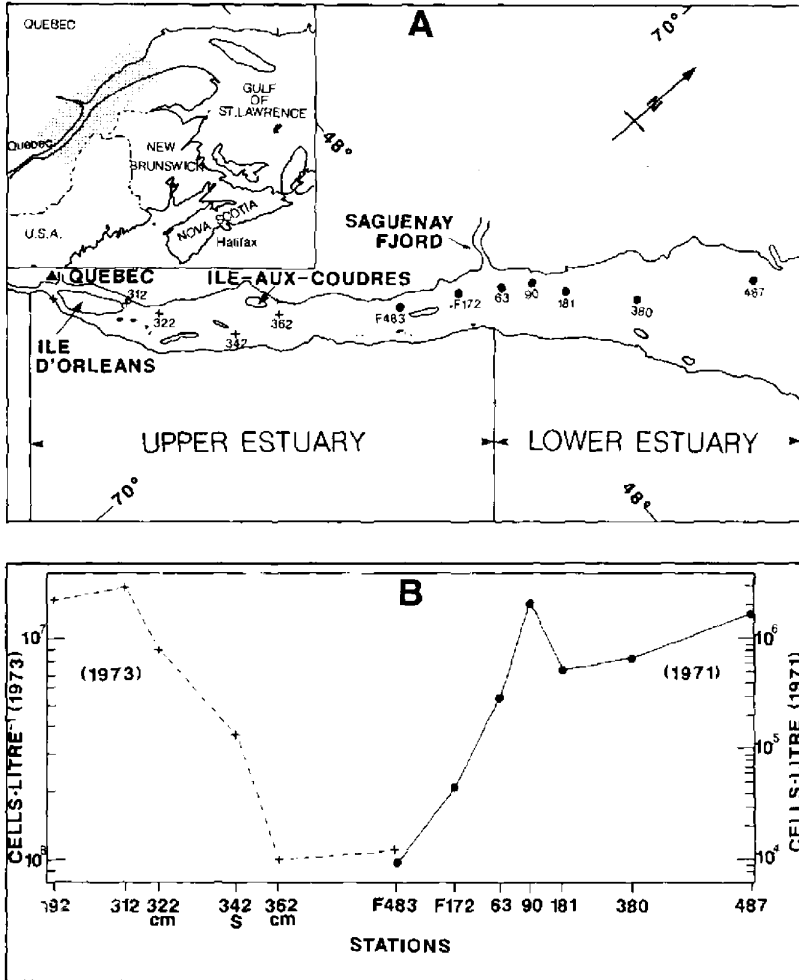 A
QUEBEC
GULF
OF
ST. LAWRENCE
Quebec
NEW
BRUNSWICK
U.S.A.
NOVA SCOTIA
Halifax
48°
70°
N
SAGUENAY
FJORD
QUEBEC
ILE-AUX-COUDRES
312
322
342
362
F483
F172
63
90
181
380
487
ILE
D'ORLEANS
UPPER ESTUARY
LOWER ESTUARY
70°
48°
B
CELLS·LITRE⁻¹ (1973)
10⁷
(1973)
(1971)
10⁶
10⁵
10⁴
CELLS·LITRE (1971)
312 322 342 362 F483 F172 63 90 181 380 487
cm S cm
STATIONS